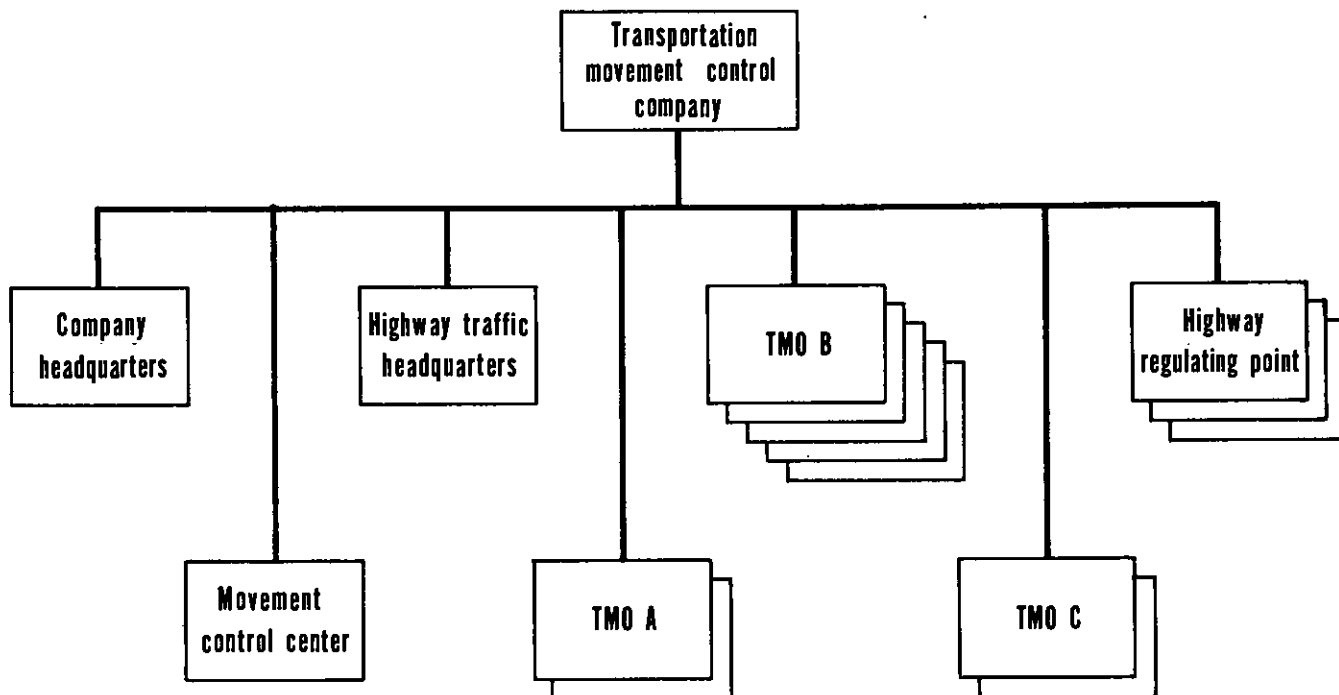 Transportation
movement control
company
Company
headquarters
Highway traffic
headquarters
TMO B
Highway
regulating point
Movement
control center
TMO A
TMO C